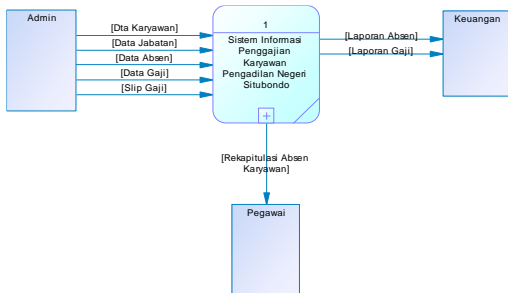 Admin
[Dta Karyawan]
[Data Jabatan]
[Data Absen]
[Data Gaji]
[Slip Gaji]
1
Sistem Informasi
Penggajian
Karyawan
Pengadilan Negeri
Situbondo
[Laporan Absen]
[Laporan Gaji]
Keuangan
[Rekapitulasi Absen
Karyawan]
Pegawai